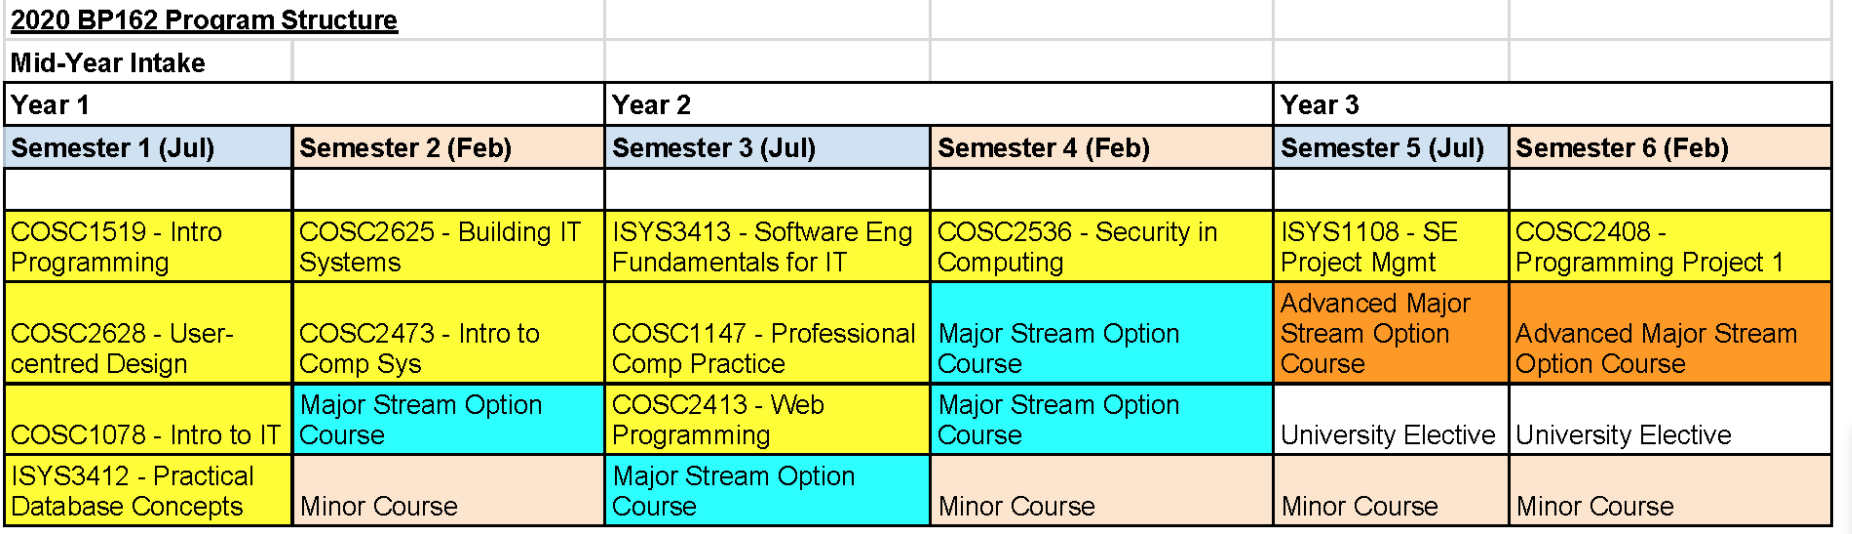 2020 BP162 Program Structure
Mid-Year Intake
Year 1 Year 2 Year 3
Semester 1 (Jul) Semester 2 (Feb) Semester 3 (Jul) Semester 4 (Feb) Semester 5 (Jul) Semester 6 (Feb)
COSC1519 - Intro COSC2625 - Building IT ISYS3413 - Software Eng COSC2536 - Security in ISYS1108 - SE COSC2408 -
Programming Systems Fundamentals for IT Computing Project Mgmt Programming Project 1
Advanced Major
COSC2628 - User- COSC2473 - Intro to COSC1147 - Professional Major Stream Option Stream Option Advanced Major Stream
centred Design Comp Sys Comp Practice Course Course Option Course
Major Stream Option COSC2413 - Web Major Stream Option
COSC1078 - Intro to IT Course Programming Course University Elective University Elective
ISYS3412 - Practical Major Stream Option
Database Concepts Minor Course Course Minor Course Minor Course Minor Course